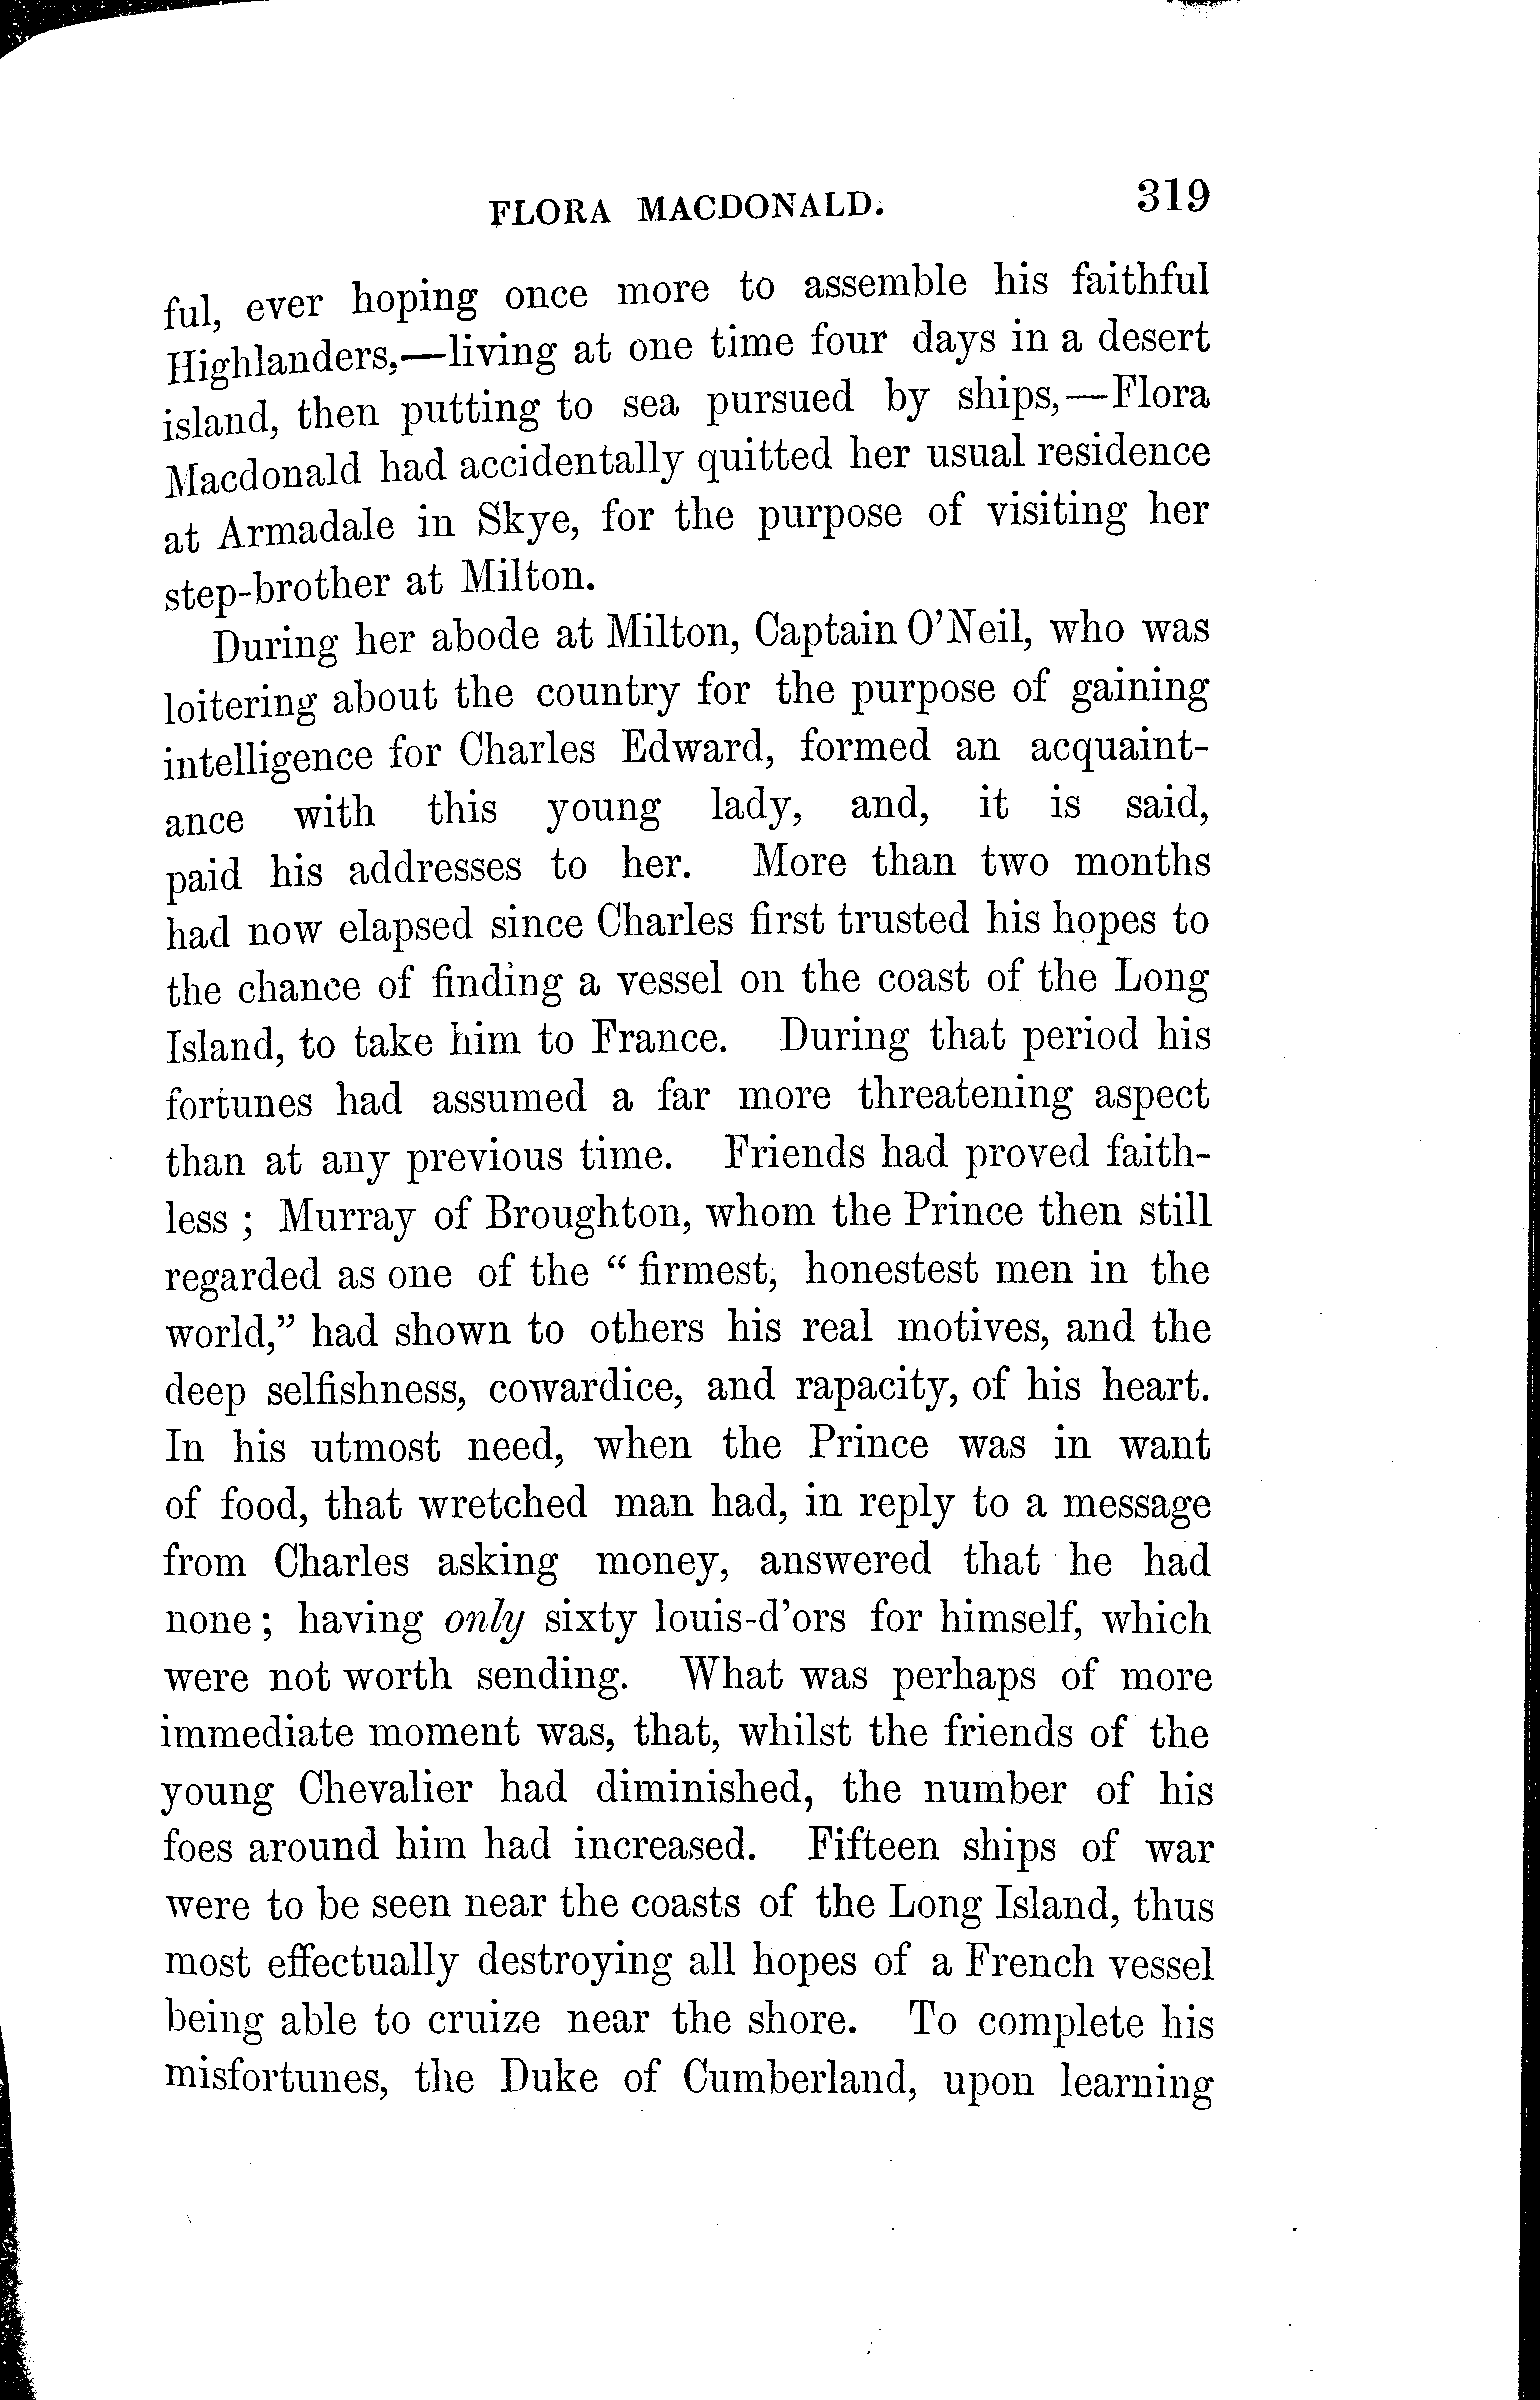 FLORA MACDONALD. 319
ful, ever hoping once more to assemble his faithful
Highlanders,—living at one time four days in a desert
island, then putting to sea pursued by ships,—Flora
Macdonald had accidentally quitted her usual residence
at Armadale in Skye, for the purpose of visiting her
step-brother at Milton.
During her abode at Milton, Captain O'Neil, who was
loitering about the country for the purpose of gaining
intelligence for Charles Edward, formed an acquaint-
ance with this young lady, and, it is said,
paid his addresses to her. More than two months
had now elapsed since Charles first trusted his hopes to
the chance of finding a vessel on the coast of the Long
Island, to take him to France. During that period his
fortunes had assumed a far more threatening aspect
than at any previous time. Friends had proved faith-
less ; Murray of Broughton, whom the Prince then still
regarded as one of the “ firmest, honestest men in the
world,” had shown to others his real motives, and the
deep selfishness, cowardice, and rapacity, of his heart.
In his utmost need, when the Prince was in want
of food, that wretched man had, in reply to a message
from Charles asking money, answered that he had
none ; having only sixty louis-d'ors for himself, which
were not worth sending. What was perhaps of more
immediate moment was, that, whilst the friends of the
young Chevalier had diminished, the number of his
foes around him had increased. Fifteen ships of war
were to be seen near the coasts of the Long Island, thus
most effectually destroying all hopes of a French vessel
being able to cruize near the shore. To complete his
misfortunes, the Duke of Cumberland, upon learning